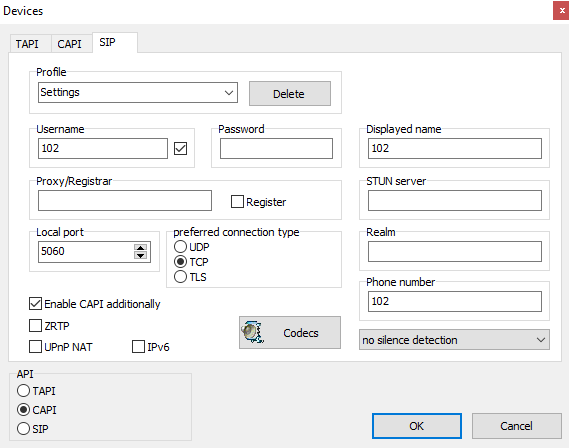 Devices
x
TAPI CAPI SIP
Profile
Settings
Delete
Username Password Displayed name
102 102
Proxy/Registrar STUN server
Register
Local port preferred connection type Realm
5060
UDP
TCP
TLS
Phone number
102
Enable CAPI additionally
ZRTP
UPnP NAT IPv6
Codecs
no silence detection
API
TAPI
CAPI
SIP
OK Cancel